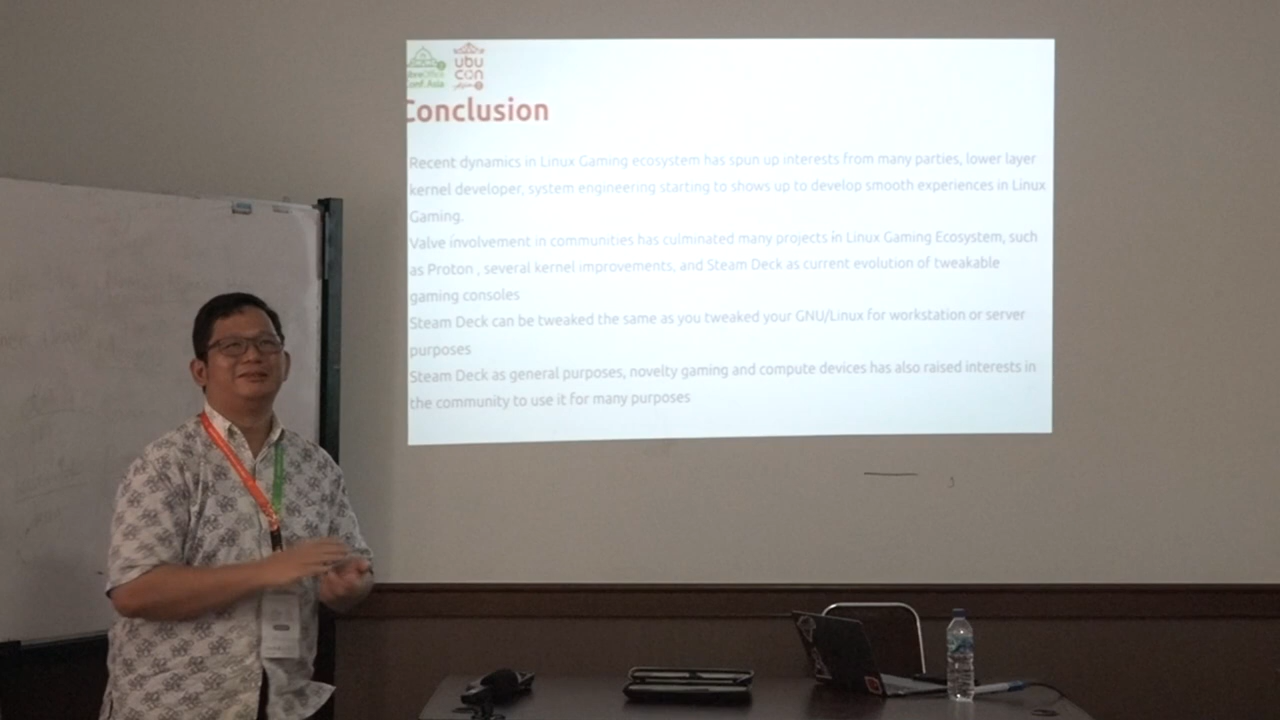 ubu
con
Conf.Asia
Conclusion
Recent dynamics in Linux Gaming ecosystem has spun up interests from many parties, lower layer
kernel developer, system engineering starting to shows up to develop smooth experiences in Linux
Gaming.
Valve involvement in communities has culminated many projects in Linux Gaming Ecosystem, such
as Proton , several kernel improvements, and Steam Deck as current evolution of tweakable
gaming consoles
Steam Deck can be tweaked the same as you tweaked your GNU/Linux for workstation or server
purposes
Steam Deck as general purposes, novelty gaming and compute devices has also raised interests in
the community to use it for many purposes